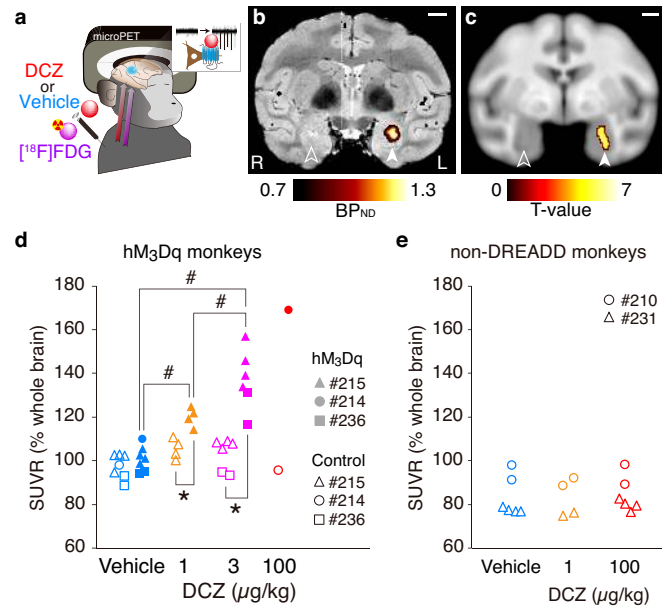 a
microPET
DCZ
or
Vehicle
[¹⁸F]FDG
b
R
L
0.7
1.3
BPND
c
0
7
T-value
d
hM₃Dq monkeys
180
160
140
120
100
80
60
SUVR (% whole brain)
#
#
#
*
*
hM₃Dq
#215
#214
#236
Control
#215
#214
#236
Vehicle 1 3 100
DCZ (µg/kg)
e
non-DREADD monkeys
#210
#231
180
160
140
120
100
80
60
SUVR (% whole brain)
Vehicle 1 100
DCZ (µg/kg)